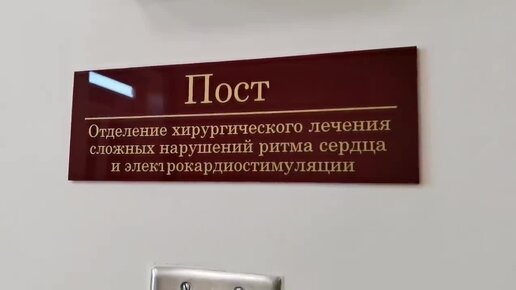 Пост
Отделение хирургического лечения
сложных нарушений ритма сердца
и электрокардиостимуляции